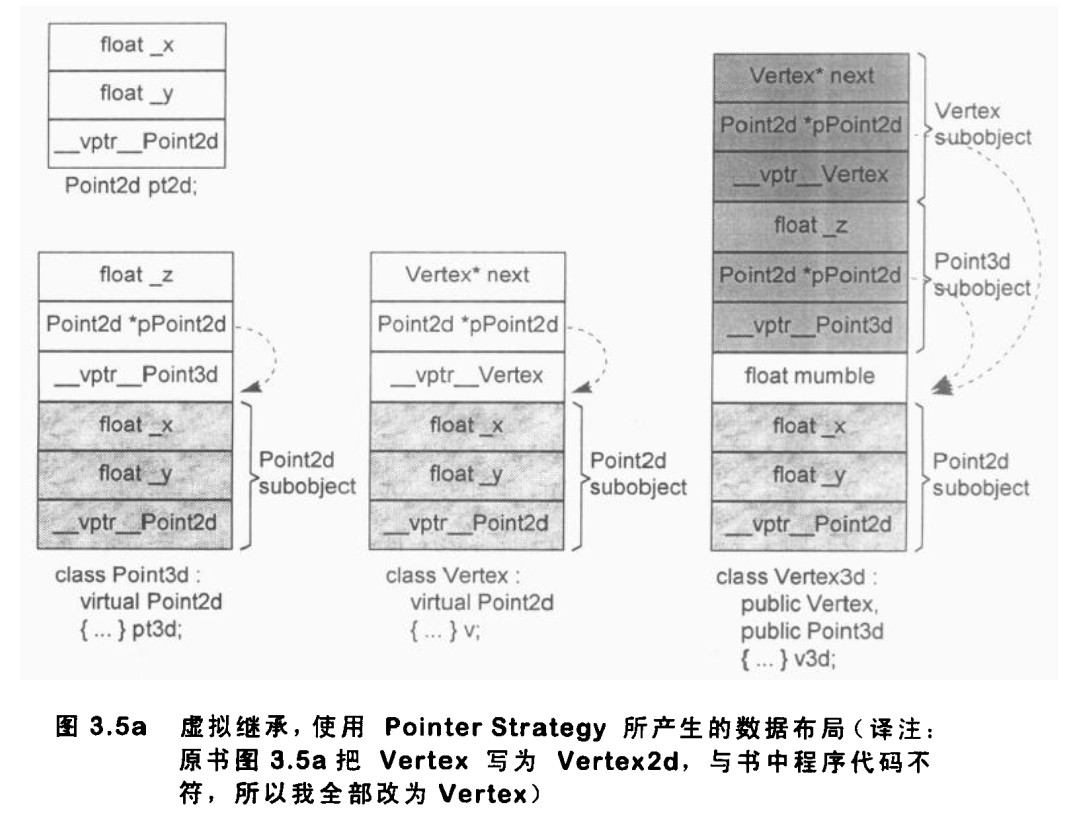 float _x
float _y
__vptr__Point2d
Point2d pt2d;
float _z
Point2d *pPoint2d
__vptr__Point3d
float _x
float _y
__vptr__Point2d
Point2d
subobject
class Point3d :
virtual Point2d
{ ... } pt3d;
Vertex* next
Point2d *pPoint2d
__vptr__Vertex
float _x
float _y
__vptr__Point2d
Point2d
subobject
class Vertex :
virtual Point2d
{ ... } v;
Vertex* next
Point2d *pPoint2d
__vptr__Vertex
Vertex
subobject
float _z
Point2d *pPoint2d
__vptr__Point3d
Point3d
subobject
float mumble
float _x
float _y
__vptr__Point2d
Point2d
subobject
class Vertex3d :
public Vertex,
public Point3d
{ ... } v3d;
图 3.5a 虚拟继承,使用 Pointer Strategy 所产生的数据布局(译注:
原书图 3.5a 把 Vertex 写为 Vertex2d, 与书中程序代码不
符,所以我全部改为 Vertex)